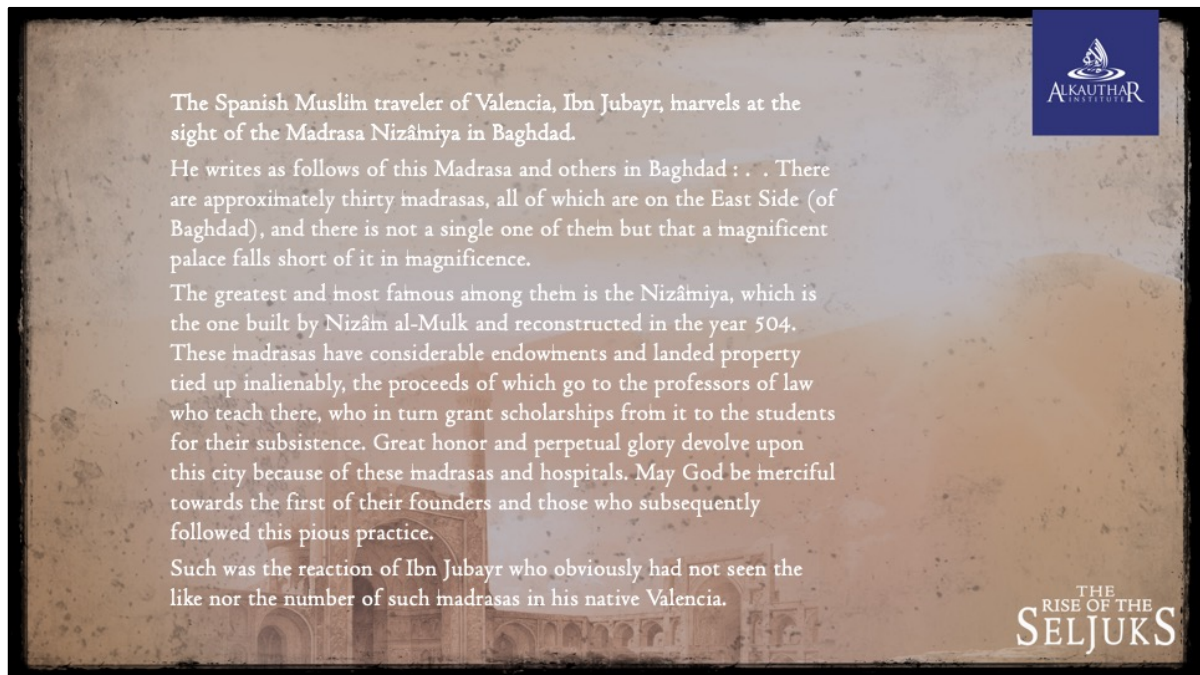 ALKAUTHAR
INSTITUTE
The Spanish Muslim traveler of Valencia, Ibn Jubayr, marvels at the
sight of the Madrasa Nizâmiya in Baghdad.
He writes as follows of this Madrasa and others in Baghdad : . . . There
are approximately thirty madrasas, all of which are on the East Side (of
Baghdad), and there is not a single one of them but that a magnificent
palace falls short of it in magnificence.
The greatest and most famous among them is the Nizâmiya, which is
the one built by Nizâm al-Mulk and reconstructed in the year 504.
These madrasas have considerable endowments and landed property
tied up inalienably, the proceeds of which go to the professors of law
who teach there, who in turn grant scholarships from it to the students
for their subsistence. Great honor and perpetual glory devolve upon
this city because of these madrasas and hospitals. May God be merciful
towards the first of their founders and those who subsequently
followed this pious practice.
Such was the reaction of Ibn Jubayr who obviously had not seen the
like nor the number of such madrasas in his native Valencia.
THE
RISE OF THE
SELJUKS